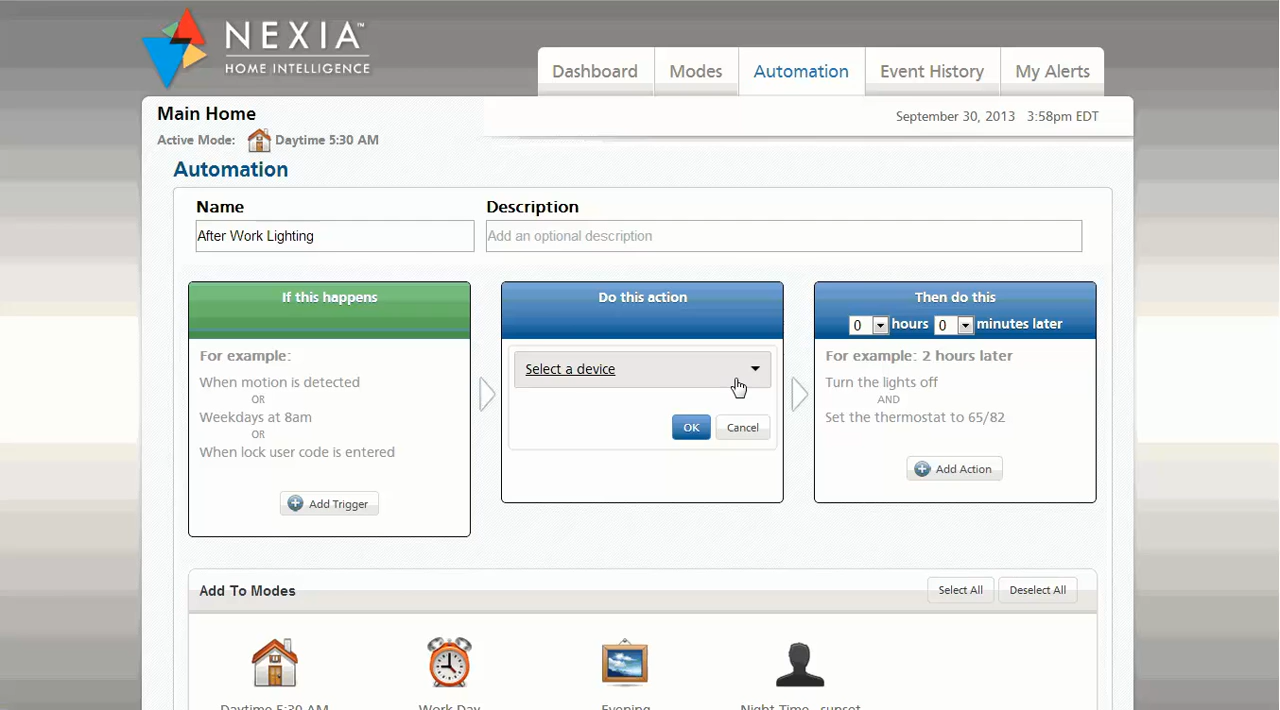 NEXIA™
HOME INTELLIGENCE
Dashboard
Modes
Automation
Event History
My Alerts
Main Home
September 30, 2013 3:58pm EDT
Active Mode: Daytime 5:30 AM
Automation
Name
Description
After Work Lighting
Add an optional description
If this happens
For example:
When motion is detected
OR
Weekdays at 8am
OR
When lock user code is entered
Add Trigger
Do this action
Select a device
OK
Cancel
Then do this
0 hours 0 minutes later
For example: 2 hours later
Turn the lights off
AND
Set the thermostat to 65/82
Add Action
Add To Modes
Select All
Deselect All
Daytime 5:30 AM
Work Day
Evening
Night Time - sunset